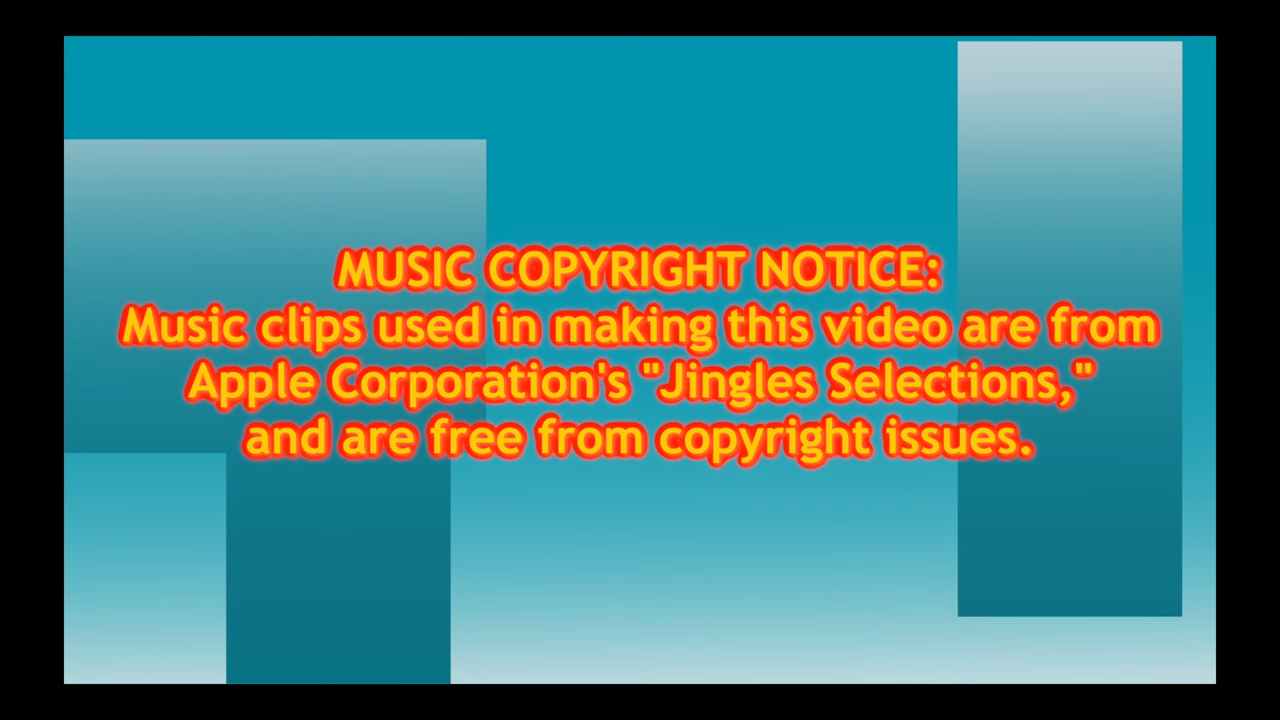 MUSIC COPYRIGHT NOTICE:
Music clips used in making this video are from
Apple Corporation's "Jingles Selections,"
and are free from copyright issues.